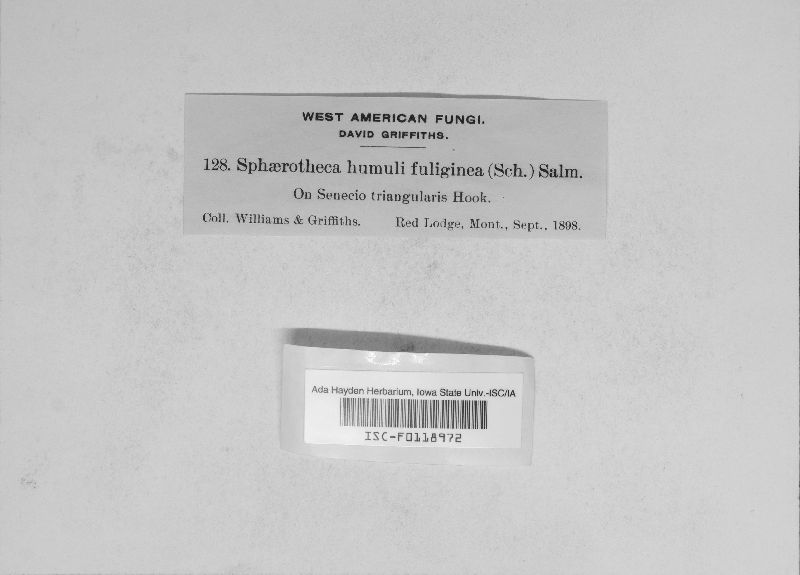 WEST AMERICAN FUNGI.
DAVID GRIFFITHS.
128. Sphærotheca humuli fuliginea (Sch.) Salm.
On Senecio triangularis Hook.
Coll. Williams & Griffiths. Red Lodge, Mont., Sept., 1898.
Ada Hayden Herbarium, Iowa State Univ.-ISC/IA
ISC-F0118972